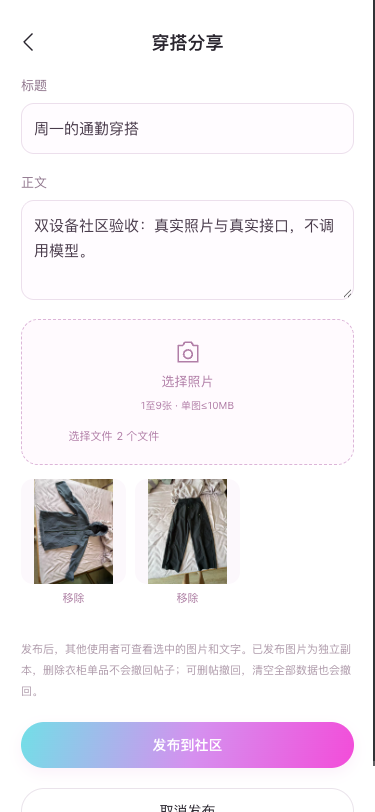 穿搭分享
标题
周一的通勤穿搭
正文
双设备社区验收：真实照片与真实接口，不调
用模型。
选择照片
1至9张 · 单图≤10MB
选择文件 2 个文件
移除
移除
发布后，其他使用者可查看选中的图片和文字。已发布图片为独立副
本，删除衣柜单品不会撤回帖子；可删帖撤回，清空全部数据也会撤
回。
发布到社区
取消发布